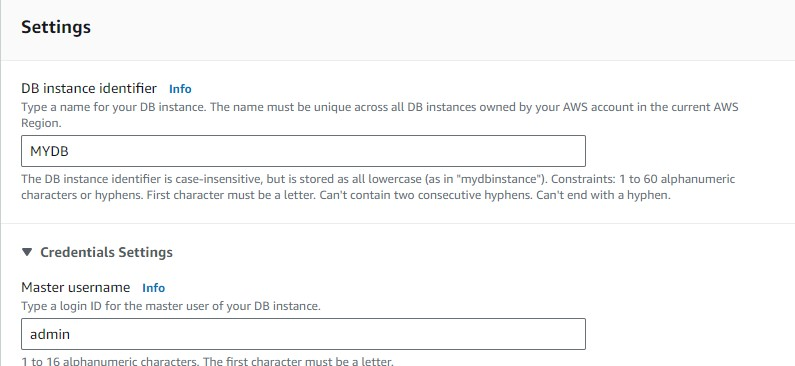 Settings
DB instance identifier Info
Type a name for your DB instance. The name must be unique across all DB instances owned by your AWS account in the current AWS
Region.
MYDB
The DB instance identifier is case-insensitive, but is stored as all lowercase (as in "mydbinstance"). Constraints: 1 to 60 alphanumeric
characters or hyphens. First character must be a letter. Can't contain two consecutive hyphens. Can't end with a hyphen.
Credentials Settings
Master username Info
Type a login ID for the master user of your DB instance.
admin
1 to 16 alphanumeric characters. The first character must be a letter.